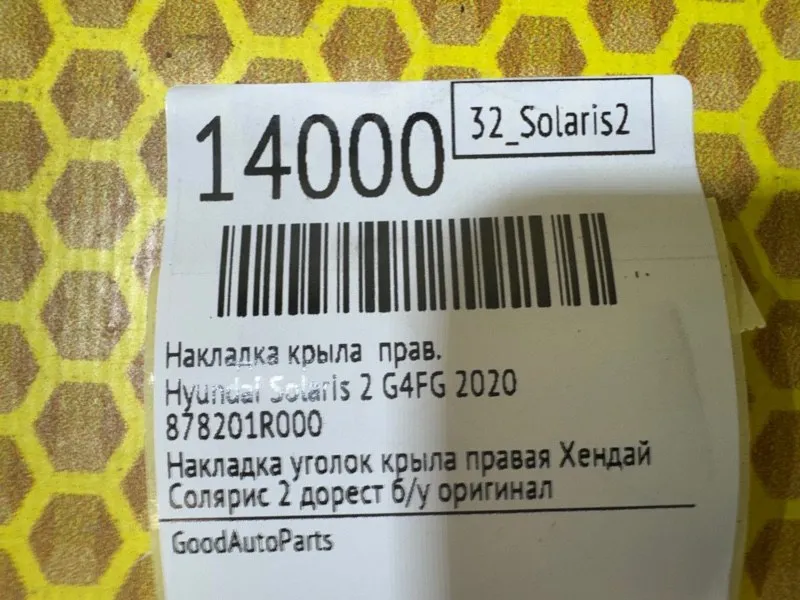 14000
32_Solaris2
Накладка крыла прав.
Hyundai Solaris 2 G4FG 2020
878201R000
Накладка уголок крыла правая Хендай
Солярис 2 дорест б/у оригинал
GoodAutoParts